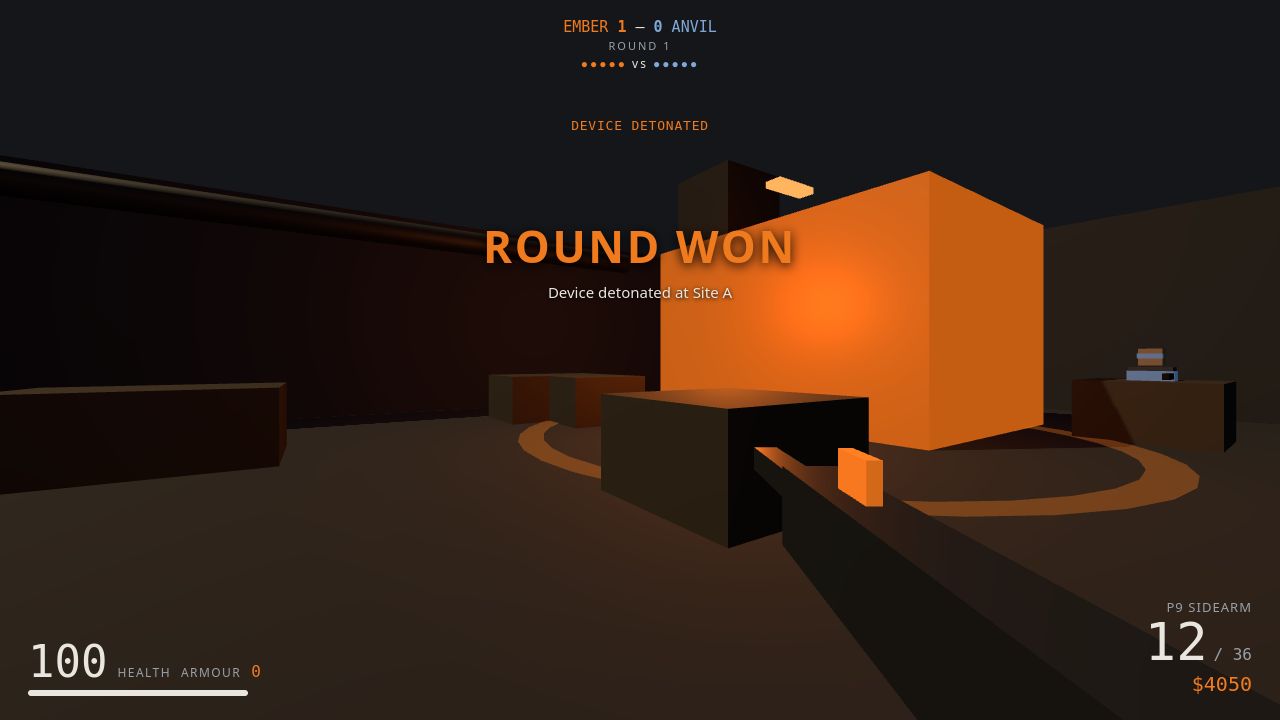 EMBER 1 — 0 ANVIL
ROUND 1
VS
DEVICE DETONATED
ROUND WON
Device detonated at Site A
P9 SIDEARM
12 / 36
$4050
100 HEALTH ARMOUR 0